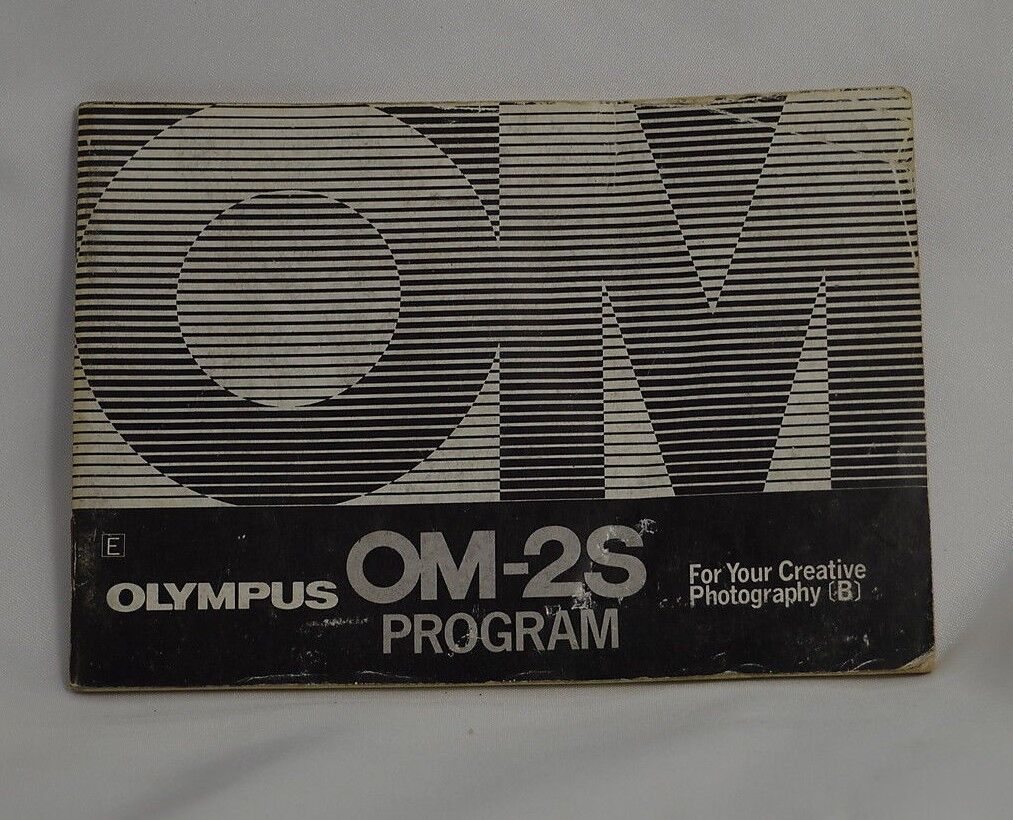 OM
E
OLYMPUS OM-2S PROGRAM
For Your Creative
Photography (B)